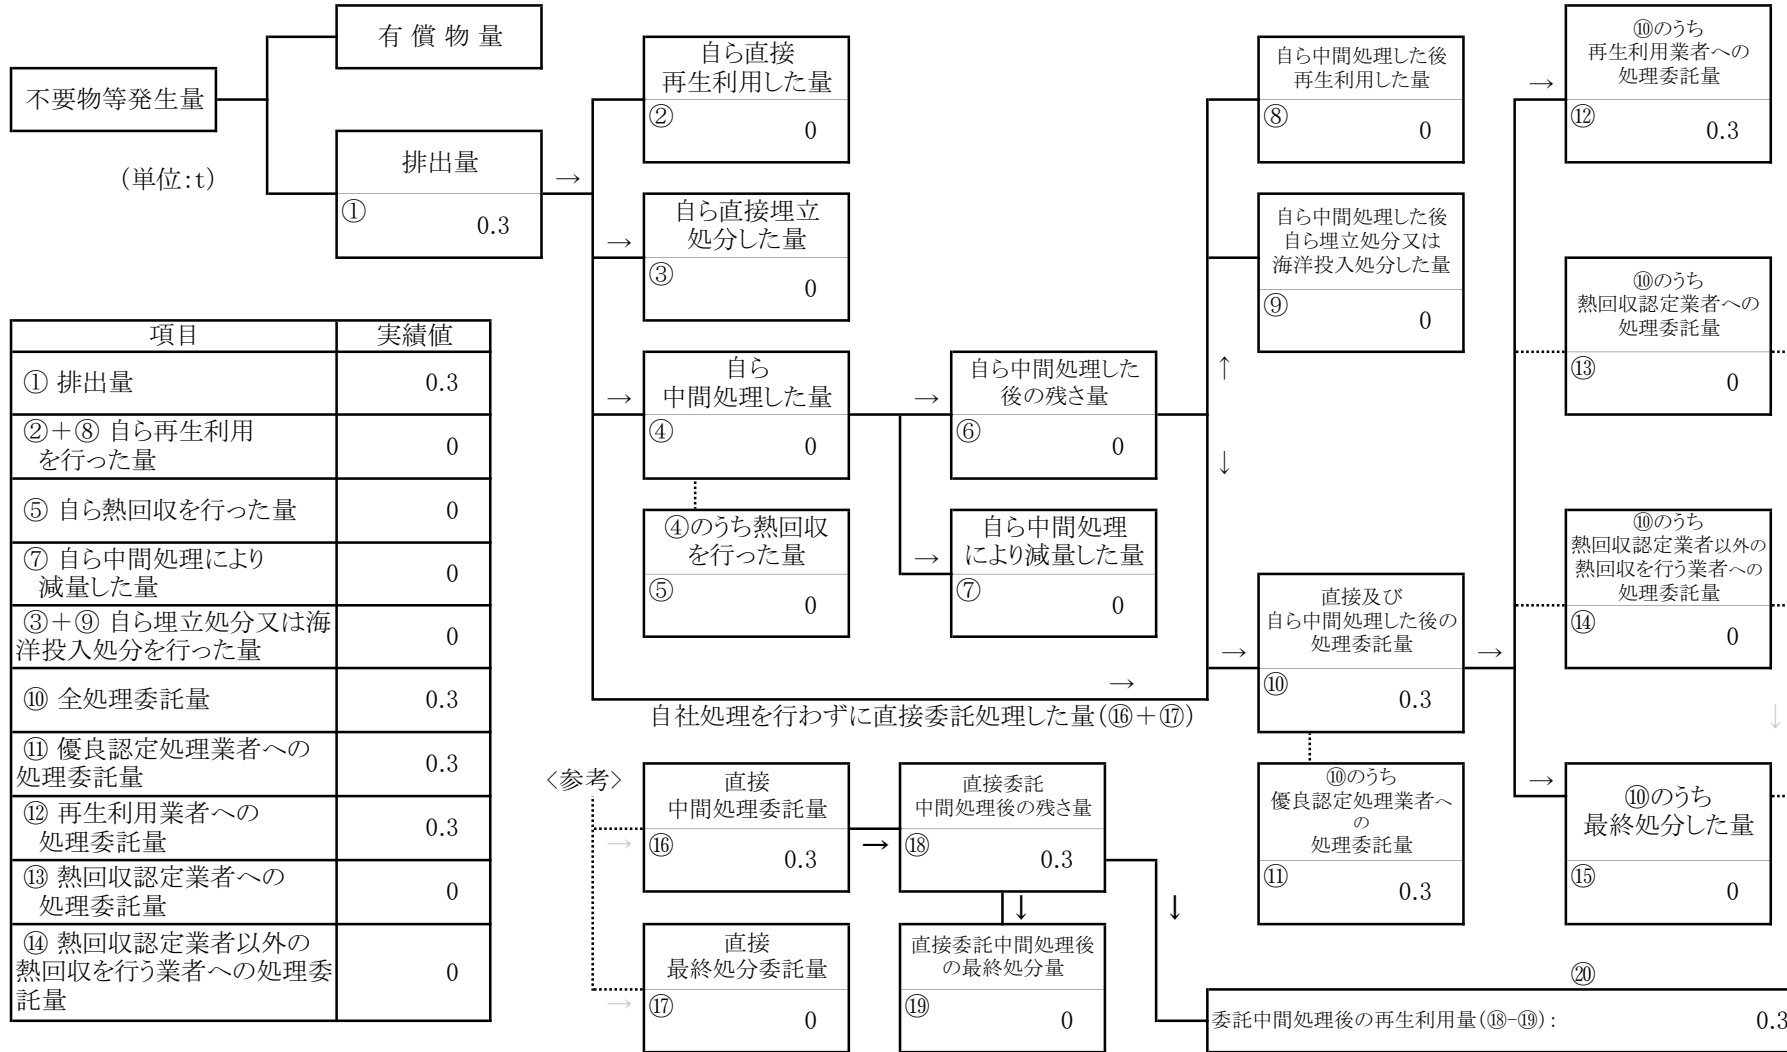 有 償 物 量
不要物等発生量
(単位:t)
排出量
→
①
0.3
自ら直接
再生利用した量
②
0
→
自ら直接埋立
処分した量
③
0
→
自ら
中間処理した量
④
0
④のうち熱回収
を行った量
⑤
0
→
自ら中間処理した
後の残さ量
⑥
0
→
自ら中間処理
により減量した量
⑦
0
自ら中間処理した後
再生利用した量
⑧
0
自ら中間処理した後
自ら埋立処分又は
海洋投入処分した量
⑨
0
↑
↓
→
直接及び
自ら中間処理した後の
処理委託量
⑩
0.3
→
→
自社処理を行わずに直接委託処理した量(⑯+⑰)
⑩のうち
優良認定処理業者へ
の
処理委託量
⑪
0.3
→
⑩のうち
再生利用業者への
処理委託量
⑫
0.3
⑩のうち
熱回収認定業者への
処理委託量
⑬
0
⑩のうち
熱回収認定業者以外の
熱回収を行う業者への
処理委託量
⑭
0
↓
→
⑩のうち
最終処分した量
⑮
0
項目 実績値
① 排出量 0.3
②+⑧ 自ら再生利用
を行った量 0
⑤ 自ら熱回収を行った量 0
⑦ 自ら中間処理により
減量した量 0
③+⑨ 自ら埋立処分又は海
洋投入処分を行った量 0
⑩ 全処理委託量 0.3
⑪ 優良認定処理業者への
処理委託量 0.3
⑫ 再生利用業者への
処理委託量 0.3
⑬ 熱回収認定業者への
処理委託量 0
⑭ 熱回収認定業者以外の
熱回収を行う業者への処理委
託量 0
<参考>
→
直接
中間処理委託量
⑯
0.3
→
直接委託
中間処理後の残さ量
⑱
0.3
↓
↓
→
直接
最終処分委託量
⑰
0
直接委託中間処理後
の最終処分量
⑲
0
⑳
委託中間処理後の再生利用量(⑱-⑲): 0.3